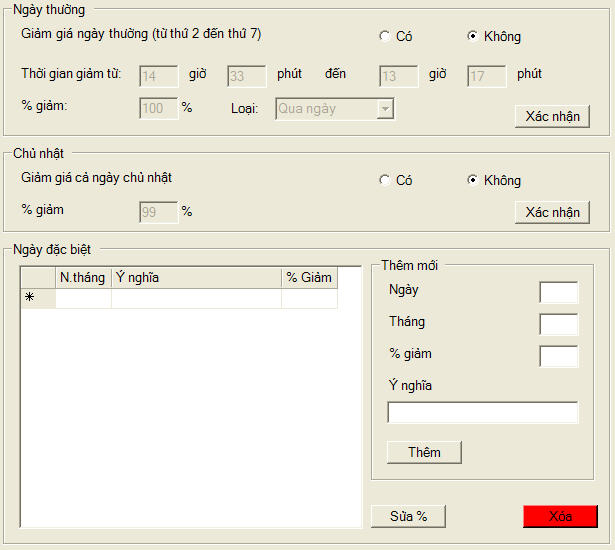 Ngày thường
Giảm giá ngày thường (từ thứ 2 đến thứ 7) Có Không
Thời gian giảm từ: 14 giờ 33 phút đến 13 giờ 17 phút
% giảm: 100 % Loại: Qua ngày
Xác nhận
Chủ nhật
Giảm giá cả ngày chủ nhật Có Không
% giảm 99 %
Xác nhận
Ngày đặc biệt
N.tháng Ý nghĩa % Giảm
Thêm mới
Ngày
Tháng
% giảm
Ý nghĩa
Thêm
Sửa % Xóa